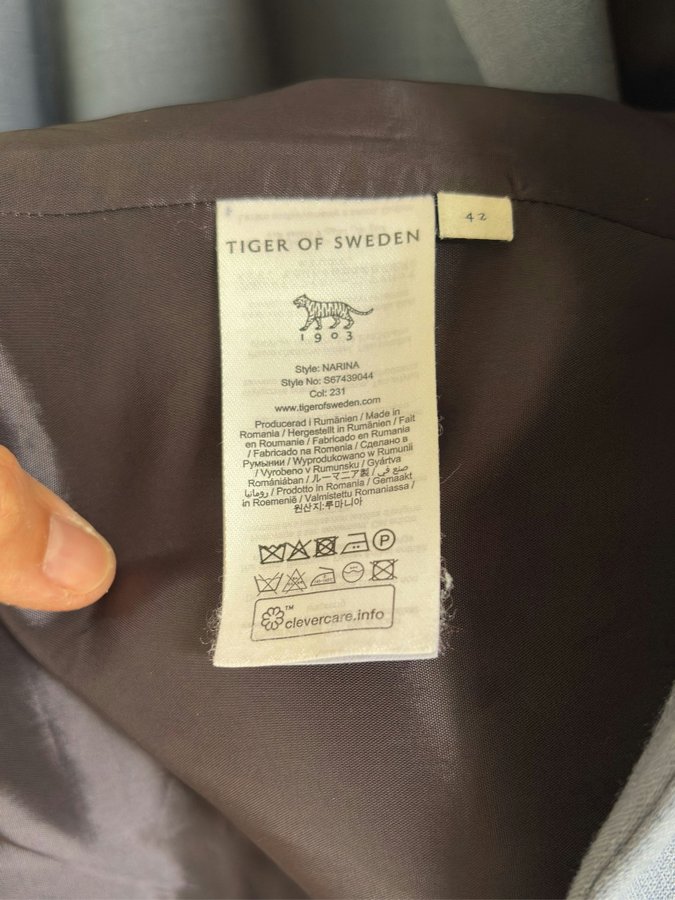 TIGER OF SWEDEN
42
1903
Style: NARINA
Style No: S67439044
Col: 231
www.tigerofsweden.com
Producerad i Rumänien / Made in
Romania / Hergestellt in Rumänien / Fait
en Roumanie / Fabricado en Rumania
/ Fabricado na Romenia / Сделано в
Румынии / Wyprodukowano w Rumunii
/ Vyrobeno v Rumunsku / Gyártva
Romániában / ルーマニア製 / صنع في
رومانيا / Prodotto in Romania / Gemaakt
in Roemenië / Valmistettu Romaniassa /
원산지:루마니아
P
™
clevercare.info